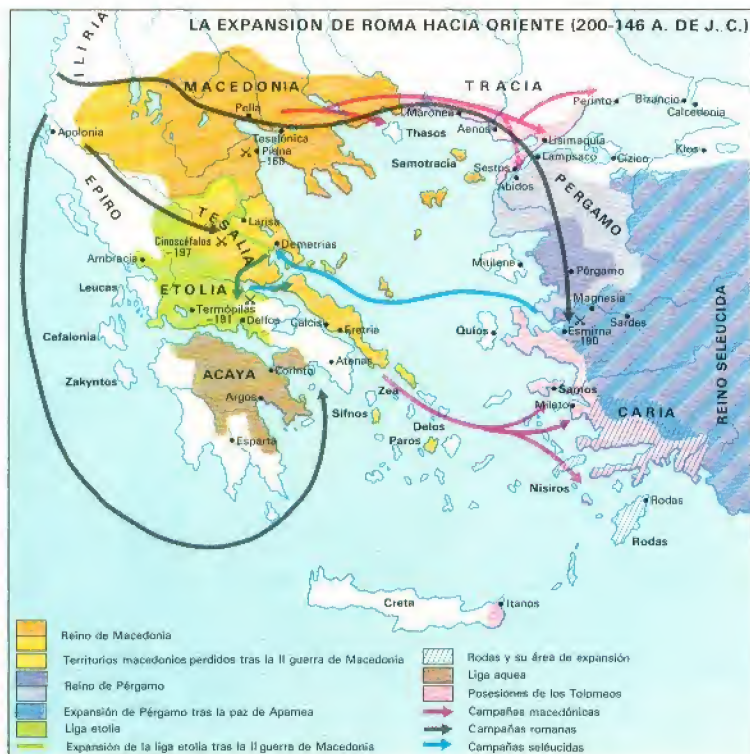 LA EXPANSION DE ROMA HACIA ORIENTE (200-146 A. DE J. C.)
ILIRIA
MACEDONIA
TRACIA
Pella
Maronea
Perinto
Bizancio
Calcedonia
Apolonia
Tesalónica
Thasos
Aenos
Lisimaquia
Pidna
-168
Samotracia
Lampsaco
Cízico
Kios
Sestos
Abidos
EPIRO
PERGAMO
TESALIA
Larisa
Cinoscéfalos
-197
Demetrias
Ambracia
Mitilene
Pérgamo
Leucas
ETOLIA
Magnesia
Termópilas
-191
Delfos
Calcis
Eretria
Quíos
Esmirna
-190
Sardes
REINO SELEUCIDA
Cefalonia
Atenas
Zakyntos
ACAYA
Corinto
Zea
Samos
Argos
Sifnos
Mileto
CARIA
Delos
Paros
Esparta
Nisiros
Rodas
Rodas
Creta
Itanos
Reino de Macedonia
Territorios macedonios perdidos tras la II guerra de Macedonia
Reino de Pérgamo
Expansión de Pérgamo tras la paz de Apamea
Liga etolia
Expansión de la liga etolia tras la II guerra de Macedonia
Rodas y su área de expansión
Liga aquea
Posesiones de los Tolomeos
Campañas macedónicas
Campañas romanas
Campañas seléucidas